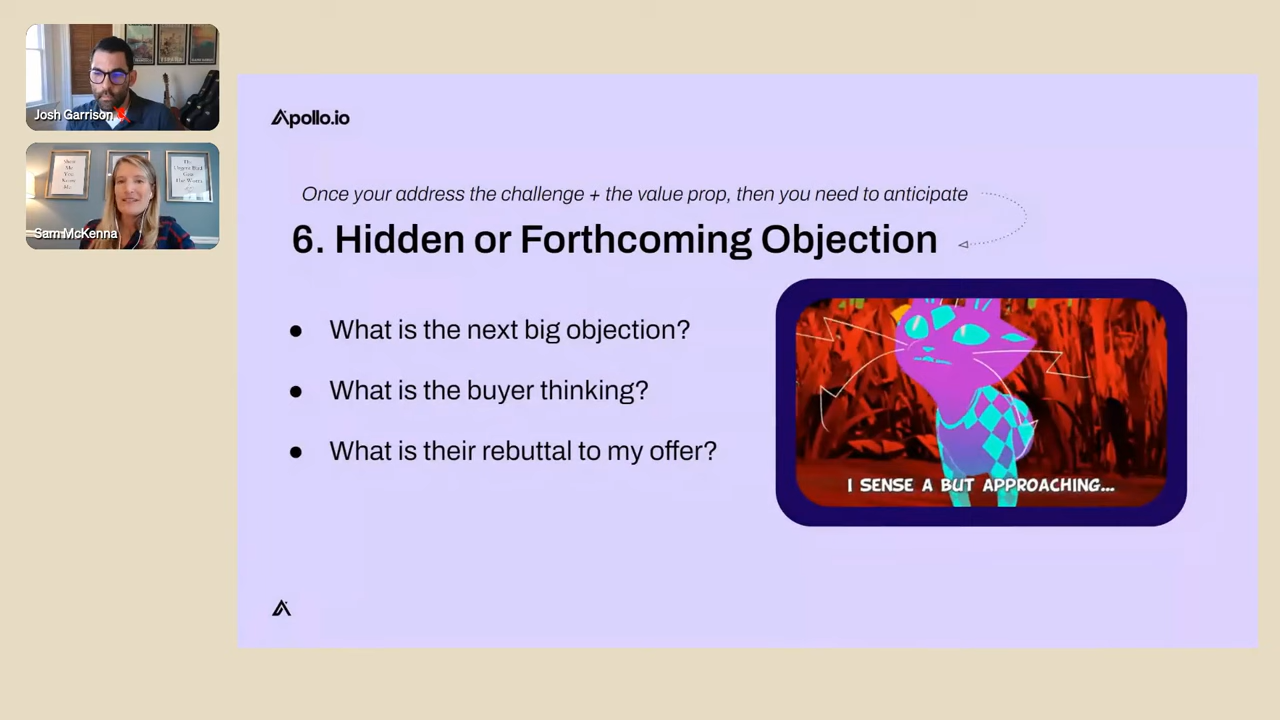 Josh Garrison
Sam McKenna
Apollo.io
Once your address the challenge + the value prop, then you need to anticipate
6. Hidden or Forthcoming Objection
● What is the next big objection?
● What is the buyer thinking?
● What is their rebuttal to my offer?
I SENSE A BUT APPROACHING...